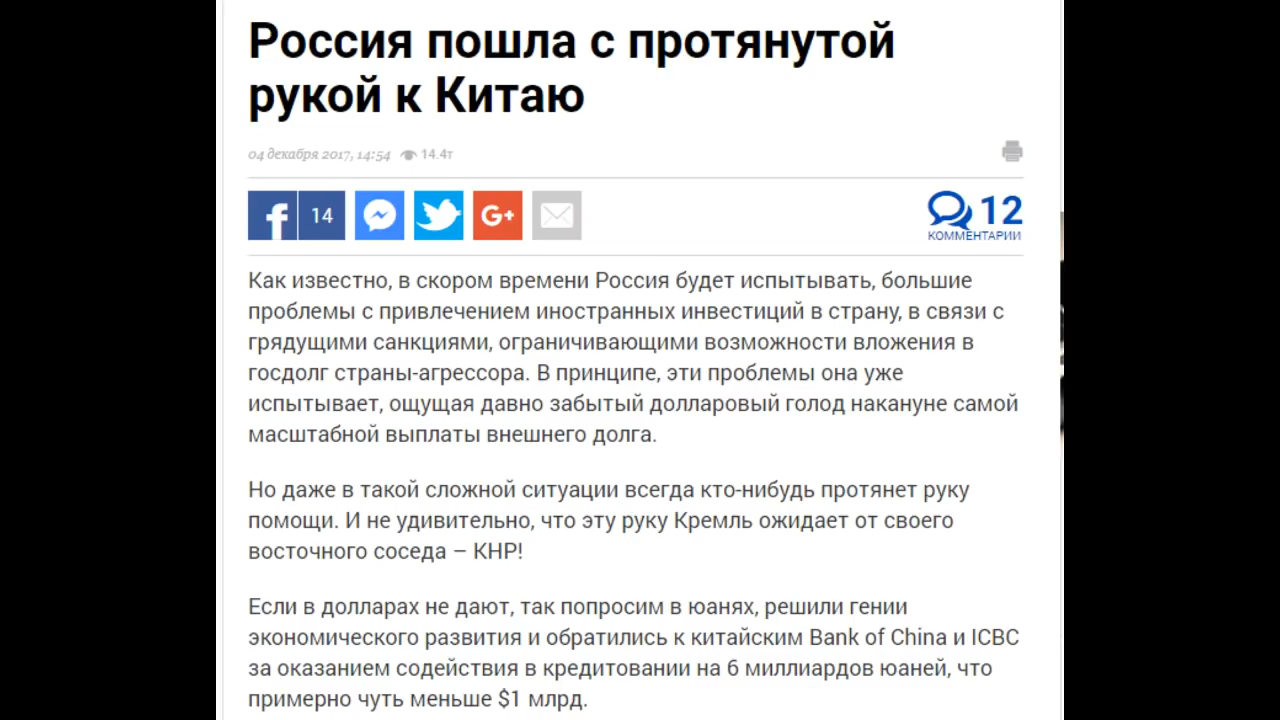 Россия пошла с протянутой
рукой к Китаю
04 декабря 2017, 14:54 14.4т
14
G+
12
КОММЕНТАРИИ
Как известно, в скором времени Россия будет испытывать, большие
проблемы с привлечением иностранных инвестиций в страну, в связи с
грядущими санкциями, ограничивающими возможности вложения в
госдолг страны-агрессора. В принципе, эти проблемы она уже
испытывает, ощущая давно забытый долларовый голод накануне самой
масштабной выплаты внешнего долга.
Но даже в такой сложной ситуации всегда кто-нибудь протянет руку
помощи. И не удивительно, что эту руку Кремль ожидает от своего
восточного соседа – КНР!
Если в долларах не дают, так попросим в юанях, решили гении
экономического развития и обратились к китайским Bank of China и ICBC
за оказанием содействия в кредитовании на 6 миллиардов юаней, что
примерно чуть меньше $1 млрд.